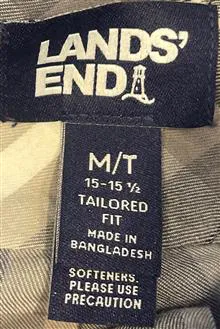 LANDS'
END
M/T
15-15 ½
TAILORED
FIT
MADE IN
BANGLADESH
SOFTENERS.
PLEASE USE
PRECAUTION